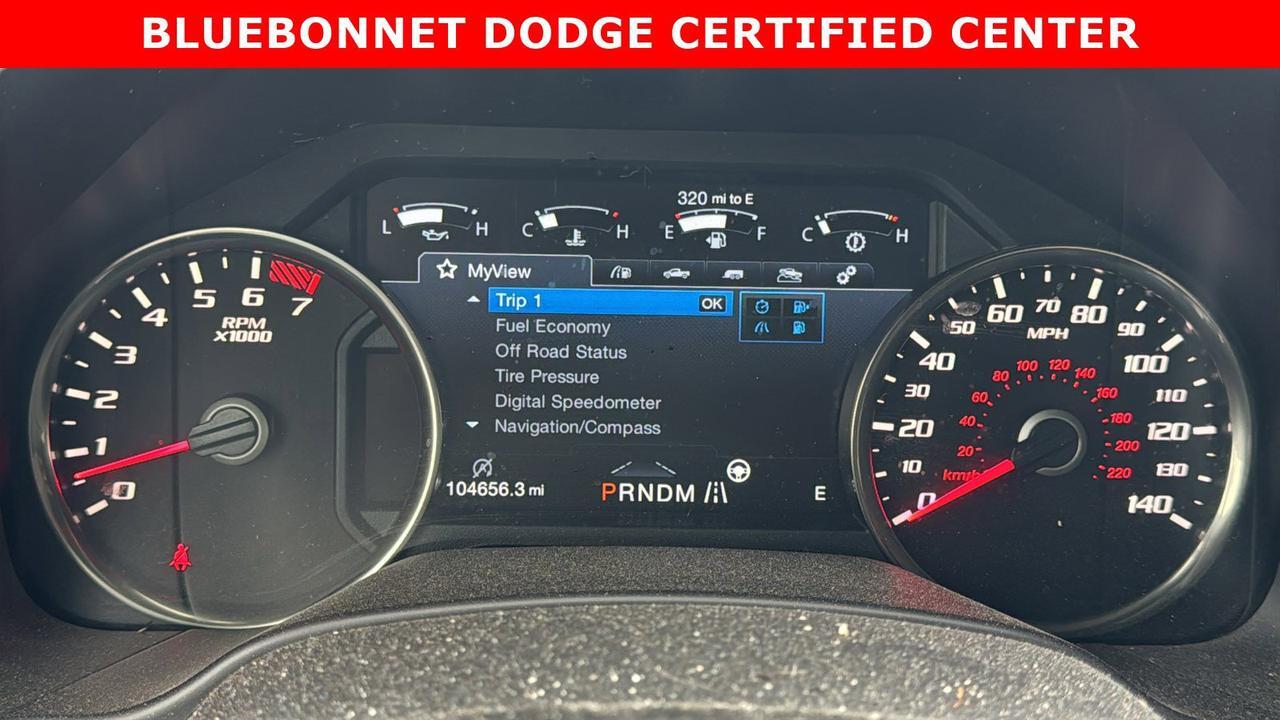 BLUEBONNET DODGE CERTIFIED CENTER
320 mi to E
L H C H E F C H
MyView
Trip 1 OK
Fuel Economy
Off Road Status
Tire Pressure
Digital Speedometer
Navigation/Compass
104656.3 mi PRNDM E
0 1 2 3 4 5 6 7
RPM
X1000
0 10 20 30 40 50 60 70 80 90 100 110 120 130 140
MPH
km/h 20 40 60 80 100 120 140 160 180 200 220